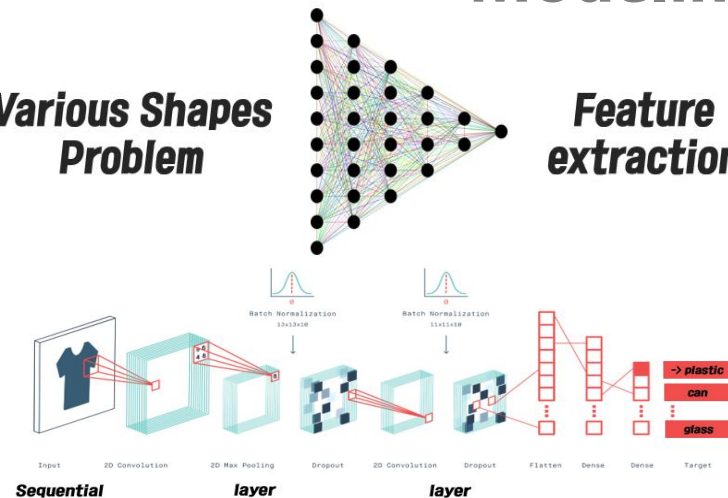 Various Shapes
Problem
Feature
extraction
Batch Normalization
13x13x10
Batch Normalization
11x11x10
-> plastic
can
glass
Input
2D Convolution
2D Max Pooling
Dropout
2D Convolution
Dropout
Flatten
Dense
Dense
Target
Sequential
layer
layer